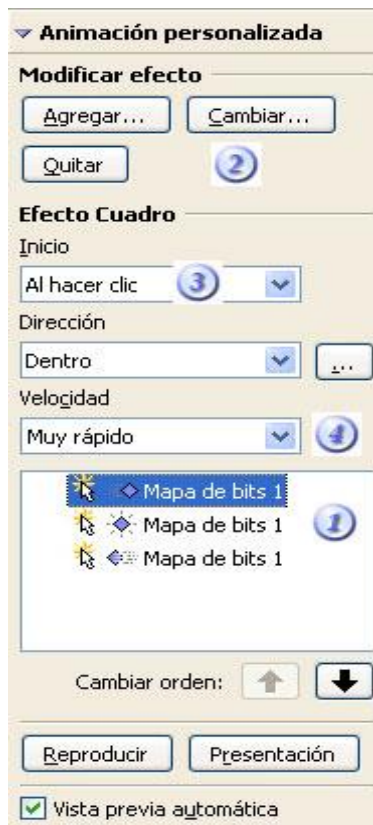 Animación personalizada
Modificar efecto
Agregar... Cambiar...
Quitar 2
Efecto Cuadro
Inicio
Al hacer clic 3
Dirección
Dentro ...
Velocidad
Muy rápido 4
Mapa de bits 1 1
Mapa de bits 1
Mapa de bits 1
Cambiar orden:
Reproducir Presentación
Vista previa automática